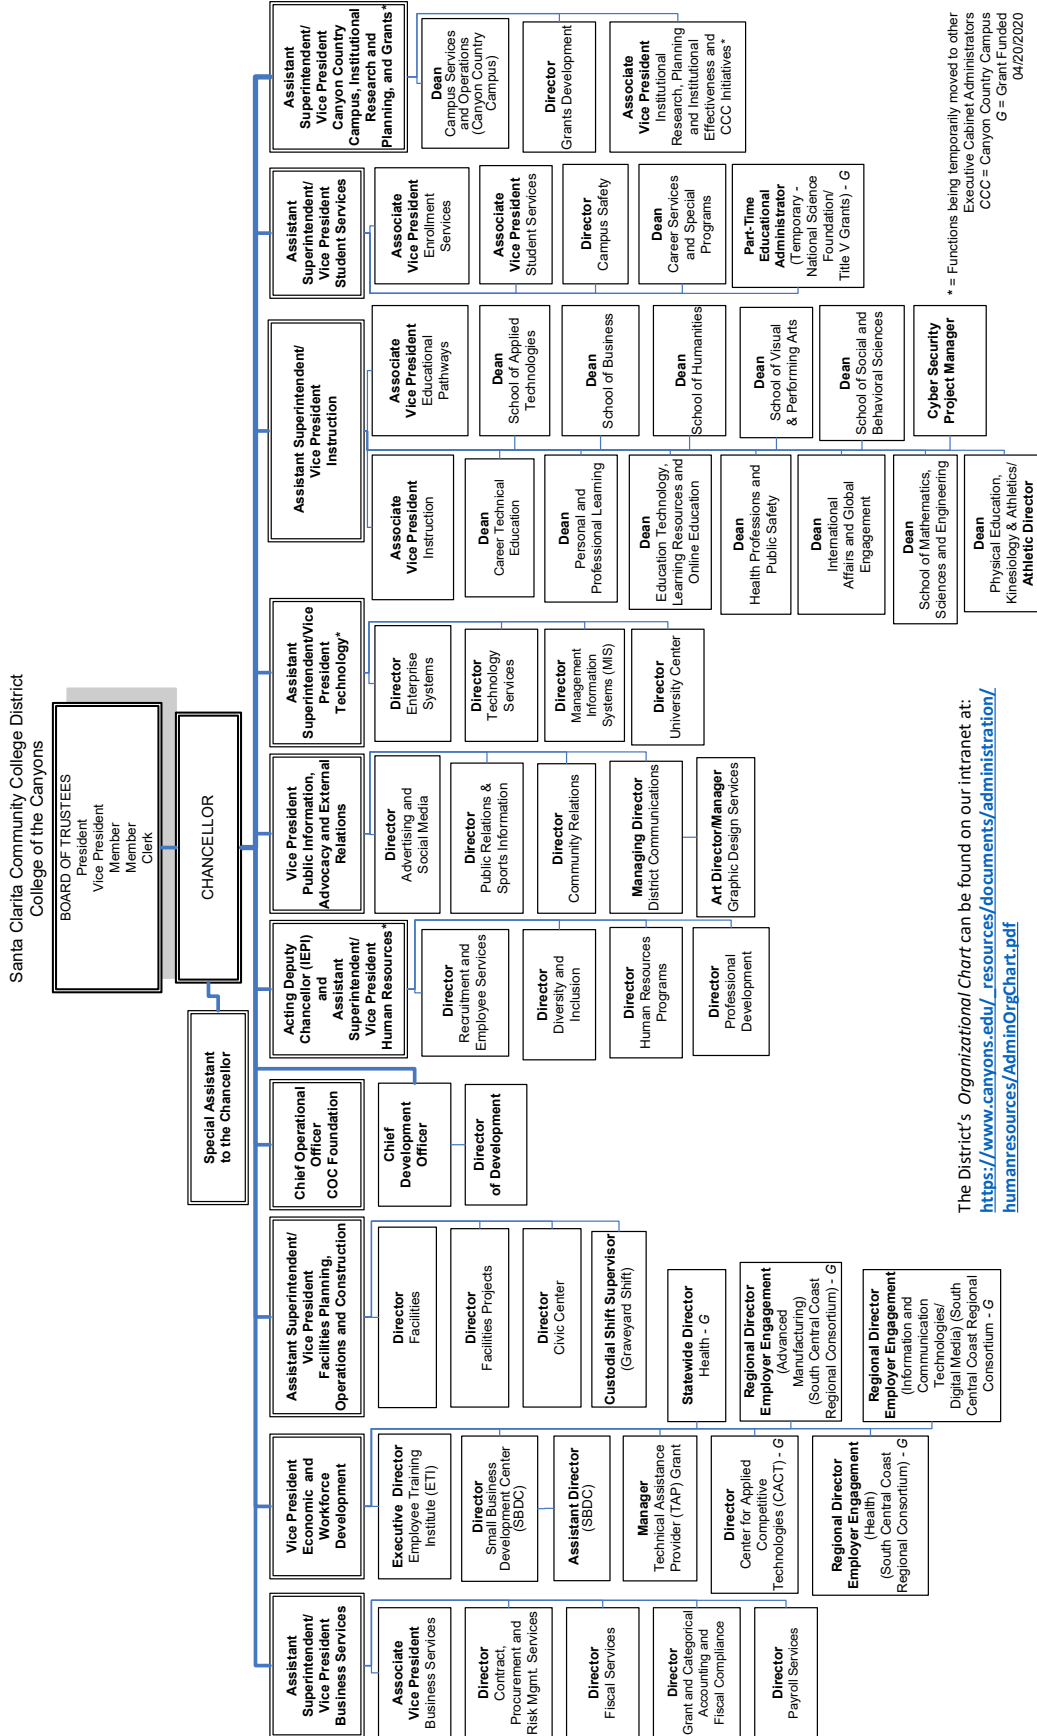 Santa Clarita Community College District
College of the Canyons
BOARD OF TRUSTEES
President
Vice President
Member
Member
Clerk
CHANCELLOR
Special Assistant
to the Chancellor
Assistant
Superintendent/
Vice President
Business Services
Associate
Vice President
Business Services
Director
Contract,
Procurement and
Risk Mgmt. Services
Director
Fiscal Services
Director
Grant and Categorical
Accounting and
Fiscal Compliance
Director
Payroll Services
Vice President
Economic and
Workforce
Development
Executive Director
Employee Training
Institute (ETI)
Director
Small Business
Development Center
(SBDC)
Assistant Director
(SBDC)
Manager
Technical Assistance
Provider (TAP) Grant
Director
Center for Applied
Competitive
Technologies (CACT) - G
Regional Director
Employer Engagement
(Health)
(South Central Coast
Regional Consortium) - G
Statewide Director
Health - G
Regional Director
Employer Engagement
(Advanced
Manufacturing)
(South Central Coast
Regional Consortium) - G
Regional Director
Employer Engagement
(Information and
Communication
Technologies/
Digital Media) (South
Central Coast Regional
Consortium - G
Assistant Superintendent/
Vice President
Facilities Planning,
Operations and Construction
Director
Facilities
Director
Facilities Projects
Director
Civic Center
Custodial Shift Supervisor
(Graveyard Shift)
Chief Operational
Officer
COC Foundation
Chief
Development
Officer
Director
of Development
Acting Deputy
Chancellor (IEPI)
and
Assistant
Superintendent/
Vice President
Human Resources*
Director
Recruitment and
Employee Services
Director
Diversity and
Inclusion
Director
Human Resources
Programs
Director
Professional
Development
Vice President
Public Information,
Advocacy and External
Relations
Director
Advertising and
Social Media
Director
Public Relations &
Sports Information
Director
Community Relations
Managing Director
District Communications
Art Director/Manager
Graphic Design Services
Assistant
Superintendent/Vice
President
Technology*
Director
Enterprise
Systems
Director
Technology
Services
Director
Management
Information
Systems (MIS)
Director
University Center
Assistant Superintendent/
Vice President
Instruction
Associate
Vice President
Instruction
Dean
Career Technical
Education
Dean
Personal and
Professional Learning
Dean
Education Technology,
Learning Resources and
Online Education
Dean
Health Professions and
Public Safety
Dean
International
Affairs and Global
Engagement
Dean
School of Mathematics,
Sciences and Engineering
Dean
Physical Education,
Kinesiology & Athletics/
Athletic Director
Associate
Vice President
Educational
Pathways
Dean
School of Applied
Technologies
Dean
School of Business
Dean
School of Humanities
Dean
School of Visual
& Performing Arts
Dean
School of Social and
Behavioral Sciences
Cyber Security
Project Manager
Assistant
Superintendent/
Vice President
Student Services
Associate
Vice President
Enrollment
Services
Associate
Vice President
Student Services
Director
Campus Safety
Dean
Career Services
and Special
Programs
Part-Time
Educational
Administrator
(Temporary -
National Science
Foundation/
Title V Grants) - G
Assistant
Superintendent/
Vice President
Canyon Country
Campus, Institutional
Research and
Planning, and Grants*
Dean
Campus Services
and Operations
(Canyon Country
Campus)
Director
Grants Development
Associate
Vice President
Institutional
Research, Planning
and Institutional
Effectiveness and
CCC Initiatives*
The District's Organizational Chart can be found on our intranet at:
https://www.canyons.edu/_resources/documents/administration/
humanresources/AdminOrgChart.pdf
* = Functions being temporarily moved to other
Executive Cabinet Administrators
CCC = Canyon Country Campus
G = Grant Funded
04/20/2020